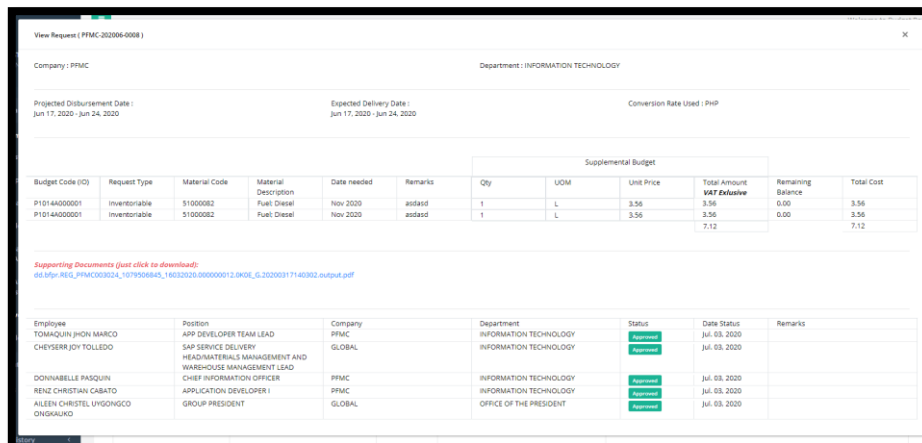 View Request ( PFMC-202006-0008 )
×
Company : PFMC
Department : INFORMATION TECHNOLOGY
Projected Disbursement Date :
Jun 17, 2020 - Jun 24, 2020
Expected Delivery Date :
Jun 17, 2020 - Jun 24, 2020
Conversion Rate Used : PHP
Supplemental Budget
Budget Code (IO) Request Type Material Code Material Description Date needed Remarks Qty UOM Unit Price Total Amount VAT Exlusive Remaining Balance Total Cost
P1014A000001 Inventoriable 51000082 Fuel: Diesel Nov 2020 asdasd 1 L 3.56 3.56 0.00 3.56
P1014A000001 Inventoriable 51000082 Fuel: Diesel Nov 2020 asdasd 1 L 3.56 3.56 0.00 3.56
7.12 7.12
Supporting Documents (just click to download):
dd.bfpr.REG_PFMC003024_1079506845_16032020.000000012.0K0E_G.20200317140302.output.pdf
Employee Position Company Department Status Date Status Remarks
TOMAQUIN JHON MARCO APP DEVELOPER TEAM LEAD PFMC INFORMATION TECHNOLOGY Approved Jul. 03, 2020
CHEYSERR JOY TOLLEDO SAP SERVICE DELIVERY HEAD/MATERIALS MANAGEMENT AND WAREHOUSE MANAGEMENT LEAD GLOBAL INFORMATION TECHNOLOGY Approved Jul. 03, 2020
DONNABELLE PASQUIN CHIEF INFORMATION OFFICER PFMC INFORMATION TECHNOLOGY Approved Jul. 03, 2020
RENZ CHRISTIAN CABATO APPLICATION DEVELOPER I PFMC INFORMATION TECHNOLOGY Approved Jul. 03, 2020
AILEEN CHRISTEL UYGONGCO ONGKAUKO GROUP PRESIDENT GLOBAL OFFICE OF THE PRESIDENT Approved Jul. 03, 2020